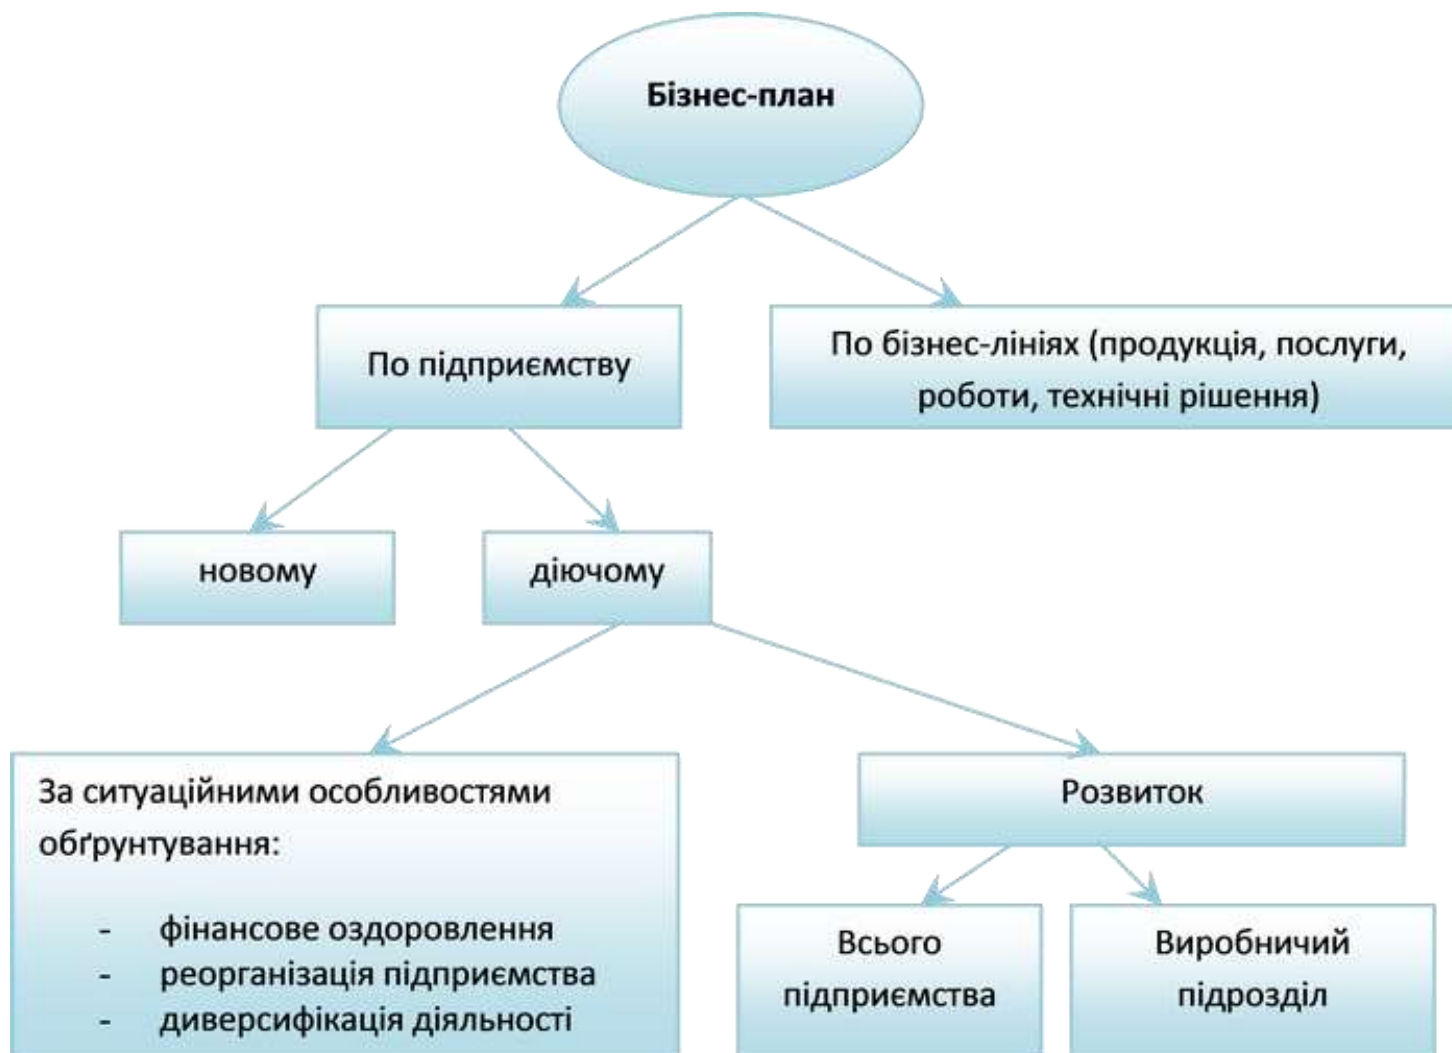 Бізнес-план
По підприємству
По бізнес-лініях (продукція, послуги,
роботи, технічні рішення)
новому
діючому
За ситуаційними особливостями
обґрунтування:
- фінансове оздоровлення
- реорганізація підприємства
- диверсифікація діяльності
Розвиток
Всього
підприємства
Виробничий
підрозділ